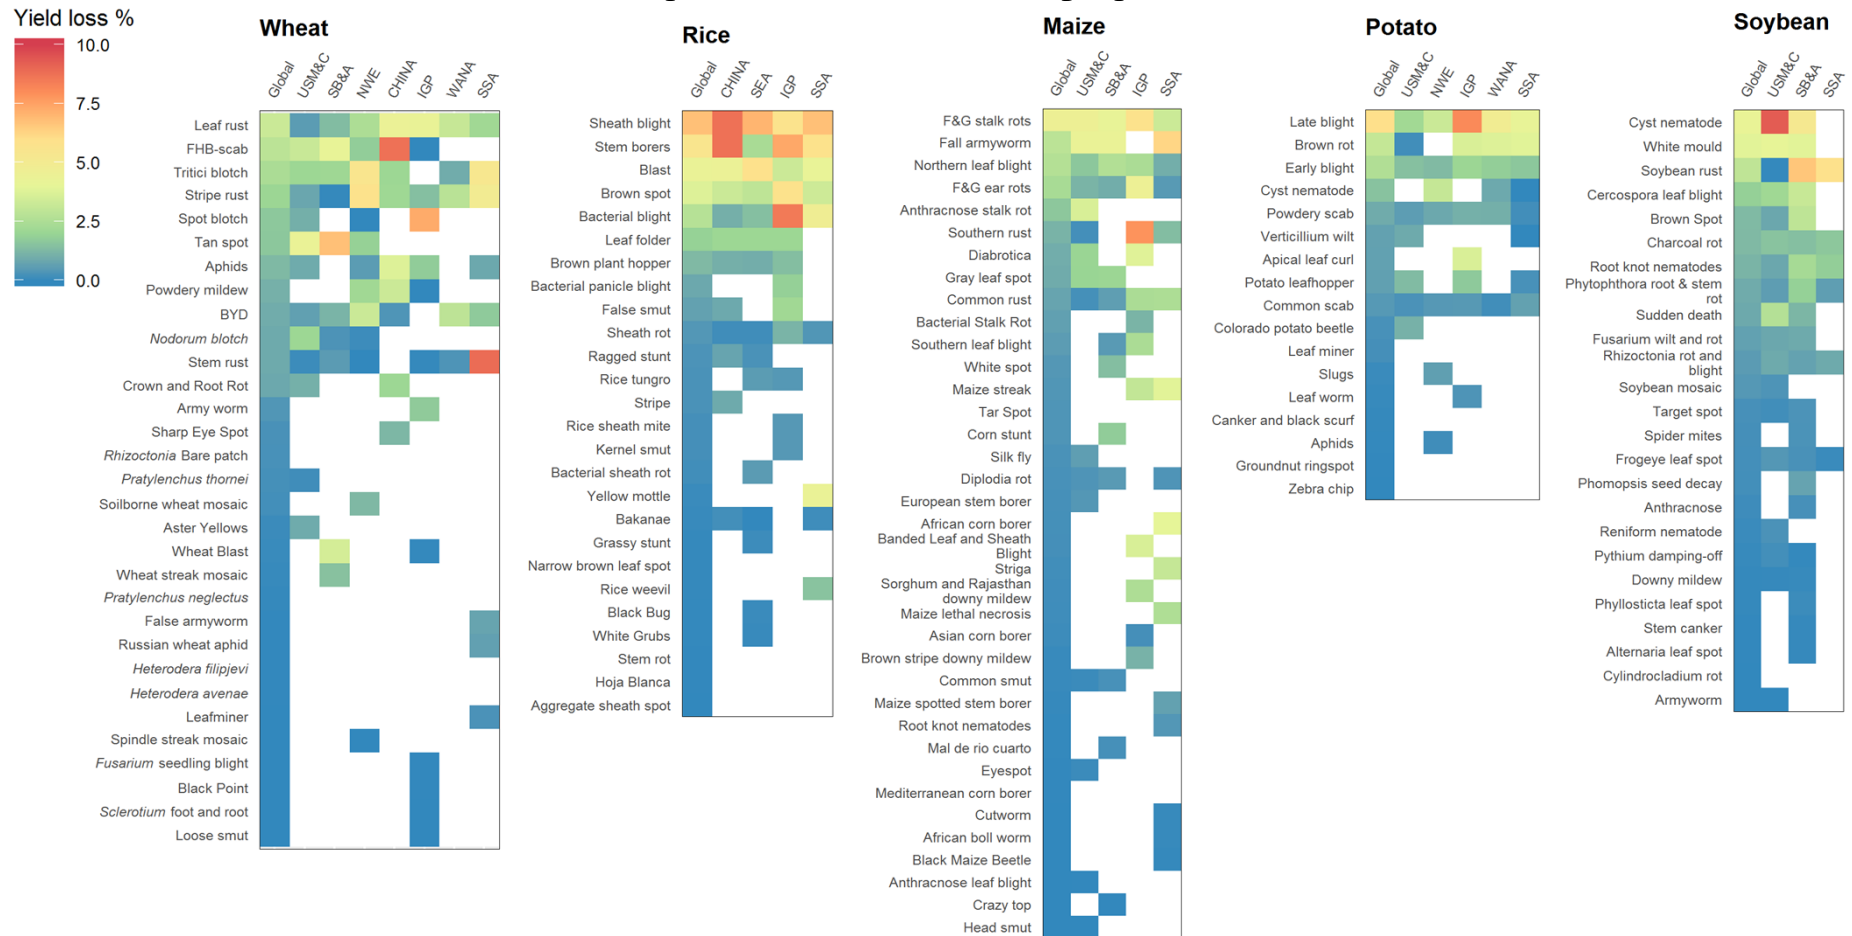 Yield loss %
10.0
7.5
5.0
2.5
0.0
Wheat
Global
USM&C
SB&A
NWE
CHINA
IGP
WANA
SSA
Leaf rust
FHB-scab
Tritici blotch
Stripe rust
Spot blotch
Tan spot
Aphids
Powdery mildew
BYD
Nodorum blotch
Stem rust
Crown and Root Rot
Army worm
Sharp Eye Spot
Rhizoctonia Bare patch
Pratylenchus thornei
Soilborne wheat mosaic
Aster Yellows
Wheat Blast
Wheat streak mosaic
Pratylenchus neglectus
False armyworm
Russian wheat aphid
Heterodera filipjevi
Heterodera avenae
Leafminer
Spindle streak mosaic
Fusarium seedling blight
Black Point
Sclerotium foot and root
Loose smut
Rice
Global
CHINA
SEA
IGP
SSA
Sheath blight
Stem borers
Blast
Brown spot
Bacterial blight
Leaf folder
Brown plant hopper
Bacterial panicle blight
False smut
Sheath rot
Ragged stunt
Rice tungro
Stripe
Rice sheath mite
Kernel smut
Bacterial sheath rot
Yellow mottle
Bakanae
Grassy stunt
Narrow brown leaf spot
Rice weevil
Black Bug
White Grubs
Stem rot
Hoja Blanca
Aggregate sheath spot
Maize
Global
USM&C
SB&A
IGP
SSA
F&G stalk rots
Fall armyworm
Northern leaf blight
F&G ear rots
Anthracnose stalk rot
Southern rust
Diabrotica
Gray leaf spot
Common rust
Bacterial Stalk Rot
Southern leaf blight
White spot
Maize streak
Tar Spot
Corn stunt
Silk fly
Diplodia rot
European stem borer
African corn borer
Banded Leaf and Sheath
Blight
Striga
Sorghum and Rajasthan
downy mildew
Maize lethal necrosis
Asian corn borer
Brown stripe downy mildew
Common smut
Maize spotted stem borer
Root knot nematodes
Mal de rio cuarto
Eyespot
Mediterranean corn borer
Cutworm
African boll worm
Black Maize Beetle
Anthracnose leaf blight
Crazy top
Head smut
Potato
Global
USM&C
NWE
IGP
WANA
SSA
Late blight
Brown rot
Early blight
Cyst nematode
Powdery scab
Verticillium wilt
Apical leaf curl
Potato leafhopper
Common scab
Colorado potato beetle
Leaf miner
Slugs
Leaf worm
Canker and black scurf
Aphids
Groundnut ringspot
Zebra chip
Soybean
Global
USM&C
SB&A
SSA
Cyst nematode
White mould
Soybean rust
Cercospora leaf blight
Brown Spot
Charcoal rot
Root knot nematodes
Phytophthora root & stem
rot
Sudden death
Fusarium wilt and rot
Rhizoctonia rot and
blight
Soybean mosaic
Target spot
Spider mites
Frogeye leaf spot
Phomopsis seed decay
Anthracnose
Reniform nematode
Pythium damping-off
Downy mildew
Phyllosticta leaf spot
Stem canker
Alternaria leaf spot
Cylindrocladium rot
Armyworm